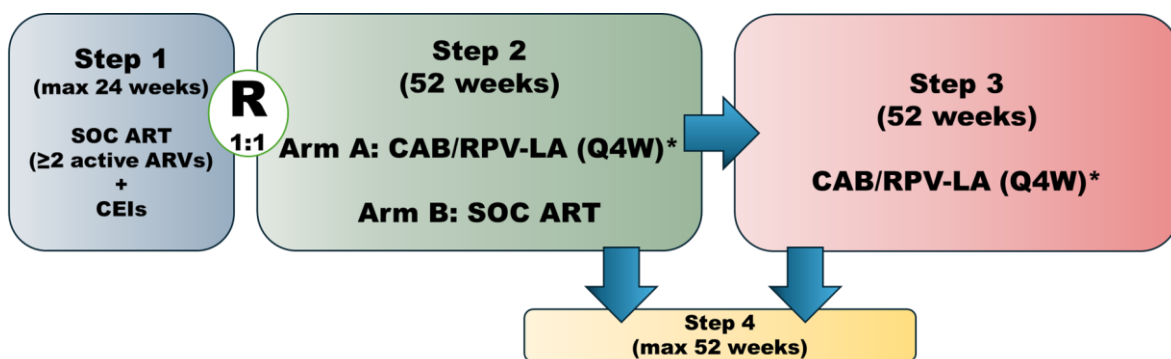 Step 1
(max 24 weeks)
SOC ART
(≥2 active ARVs)
+
CEIs
R
1:1
Step 2
(52 weeks)
Arm A: CAB/RPV-LA (Q4W)*
Arm B: SOC ART
Step 3
(52 weeks)
CAB/RPV-LA (Q4W)*
Step 4
(max 52 weeks)